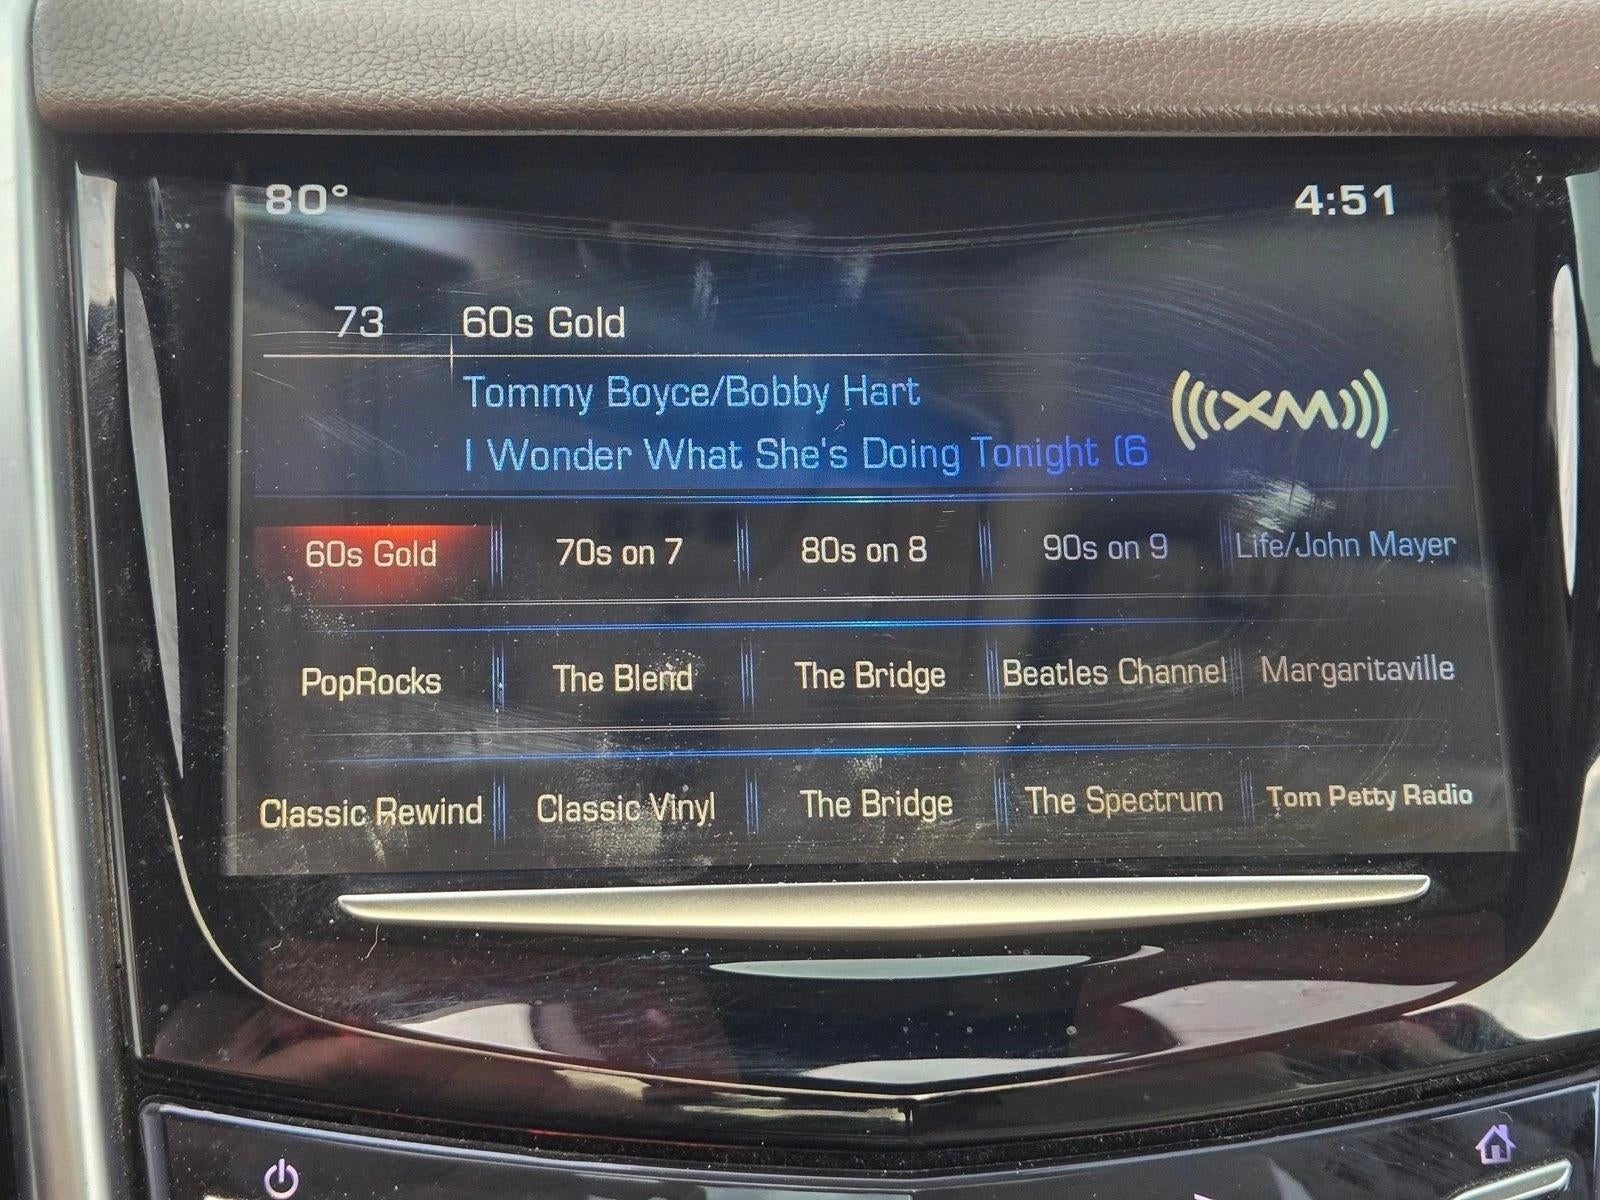 80° 4:51
73 60s Gold
Tommy Boyce/Bobby Hart
I Wonder What She's Doing Tonight (6
XM
60s Gold 70s on 7 80s on 8 90s on 9 Life/John Mayer
PopRocks The Blend The Bridge Beatles Channel Margaritaville
Classic Rewind Classic Vinyl The Bridge The Spectrum Tom Petty Radio